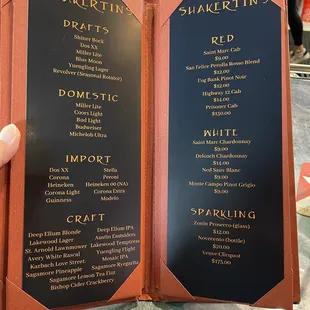 SHAKERTINS
DRAFTS
Shiner Bock
Dos XX
Miller Lite
Blue Moon
Yuengling Lager
Revolver (Seasonal Rotator)
DOMESTIC
Miller Lite
Coors Light
Bud Light
Budweiser
Michelob Ultra
IMPORT
Dos XX
Corona
Heineken
Corona Light
Guinness
Stella
Peroni
Heineken 00 (NA)
Corona Extra
Modelo
CRAFT
Deep Ellum Blonde
Lakewood Lager
St. Arnold Lawnmower
Avery White Rascal
Karbach Love Street
Sagamore Pineapple
Deep Ellum IPA
Austin Eastciders
Lakewood Temptress
Yuengling Flight
Mosaic IPA
Sagamore Ryegarita
Sagamore Lemon Tea Fizz
Bishop Cider Crackberry
SHAKERTINS
RED
Saint Marc Cab
$9.00
San Felice Perolla Rosso Blend
$12.00
Fog Bank Pinot Noir
$12.00
Highway 12 Cab
$14.00
Prisoner Cab
$150.00
WHITE
Saint Marc Chardonnay
$9.00
DeLoach Chardonnay
$14.00
Ned Sauv Blanc
$9.00
Monte Campo Pinot Grigio
$9.00
SPARKLING
Zonin Prosecco (glass)
$12.00
Noverento (bottle)
$20.00
Veuve Clicquot
$175.00